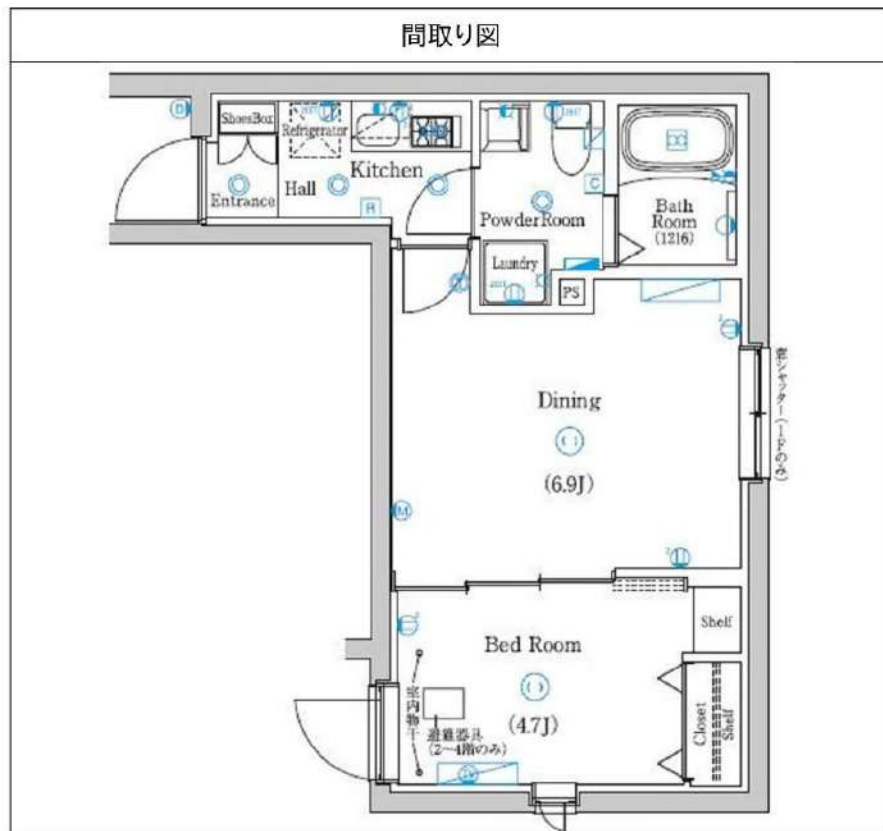 間取り図
ShoesBox
Refrigerator
Kitchen
Hall
Entrance
R
D
PowderRoom
C
Bath
Room
(1216)
Laundry
PS
Dining
(6.9J)
M
窓シャッター(1Fのみ)
Bed Room
(4.7J)
Shelf
Closet
Shelf
室内物干
避難器具
(2〜4階のみ)